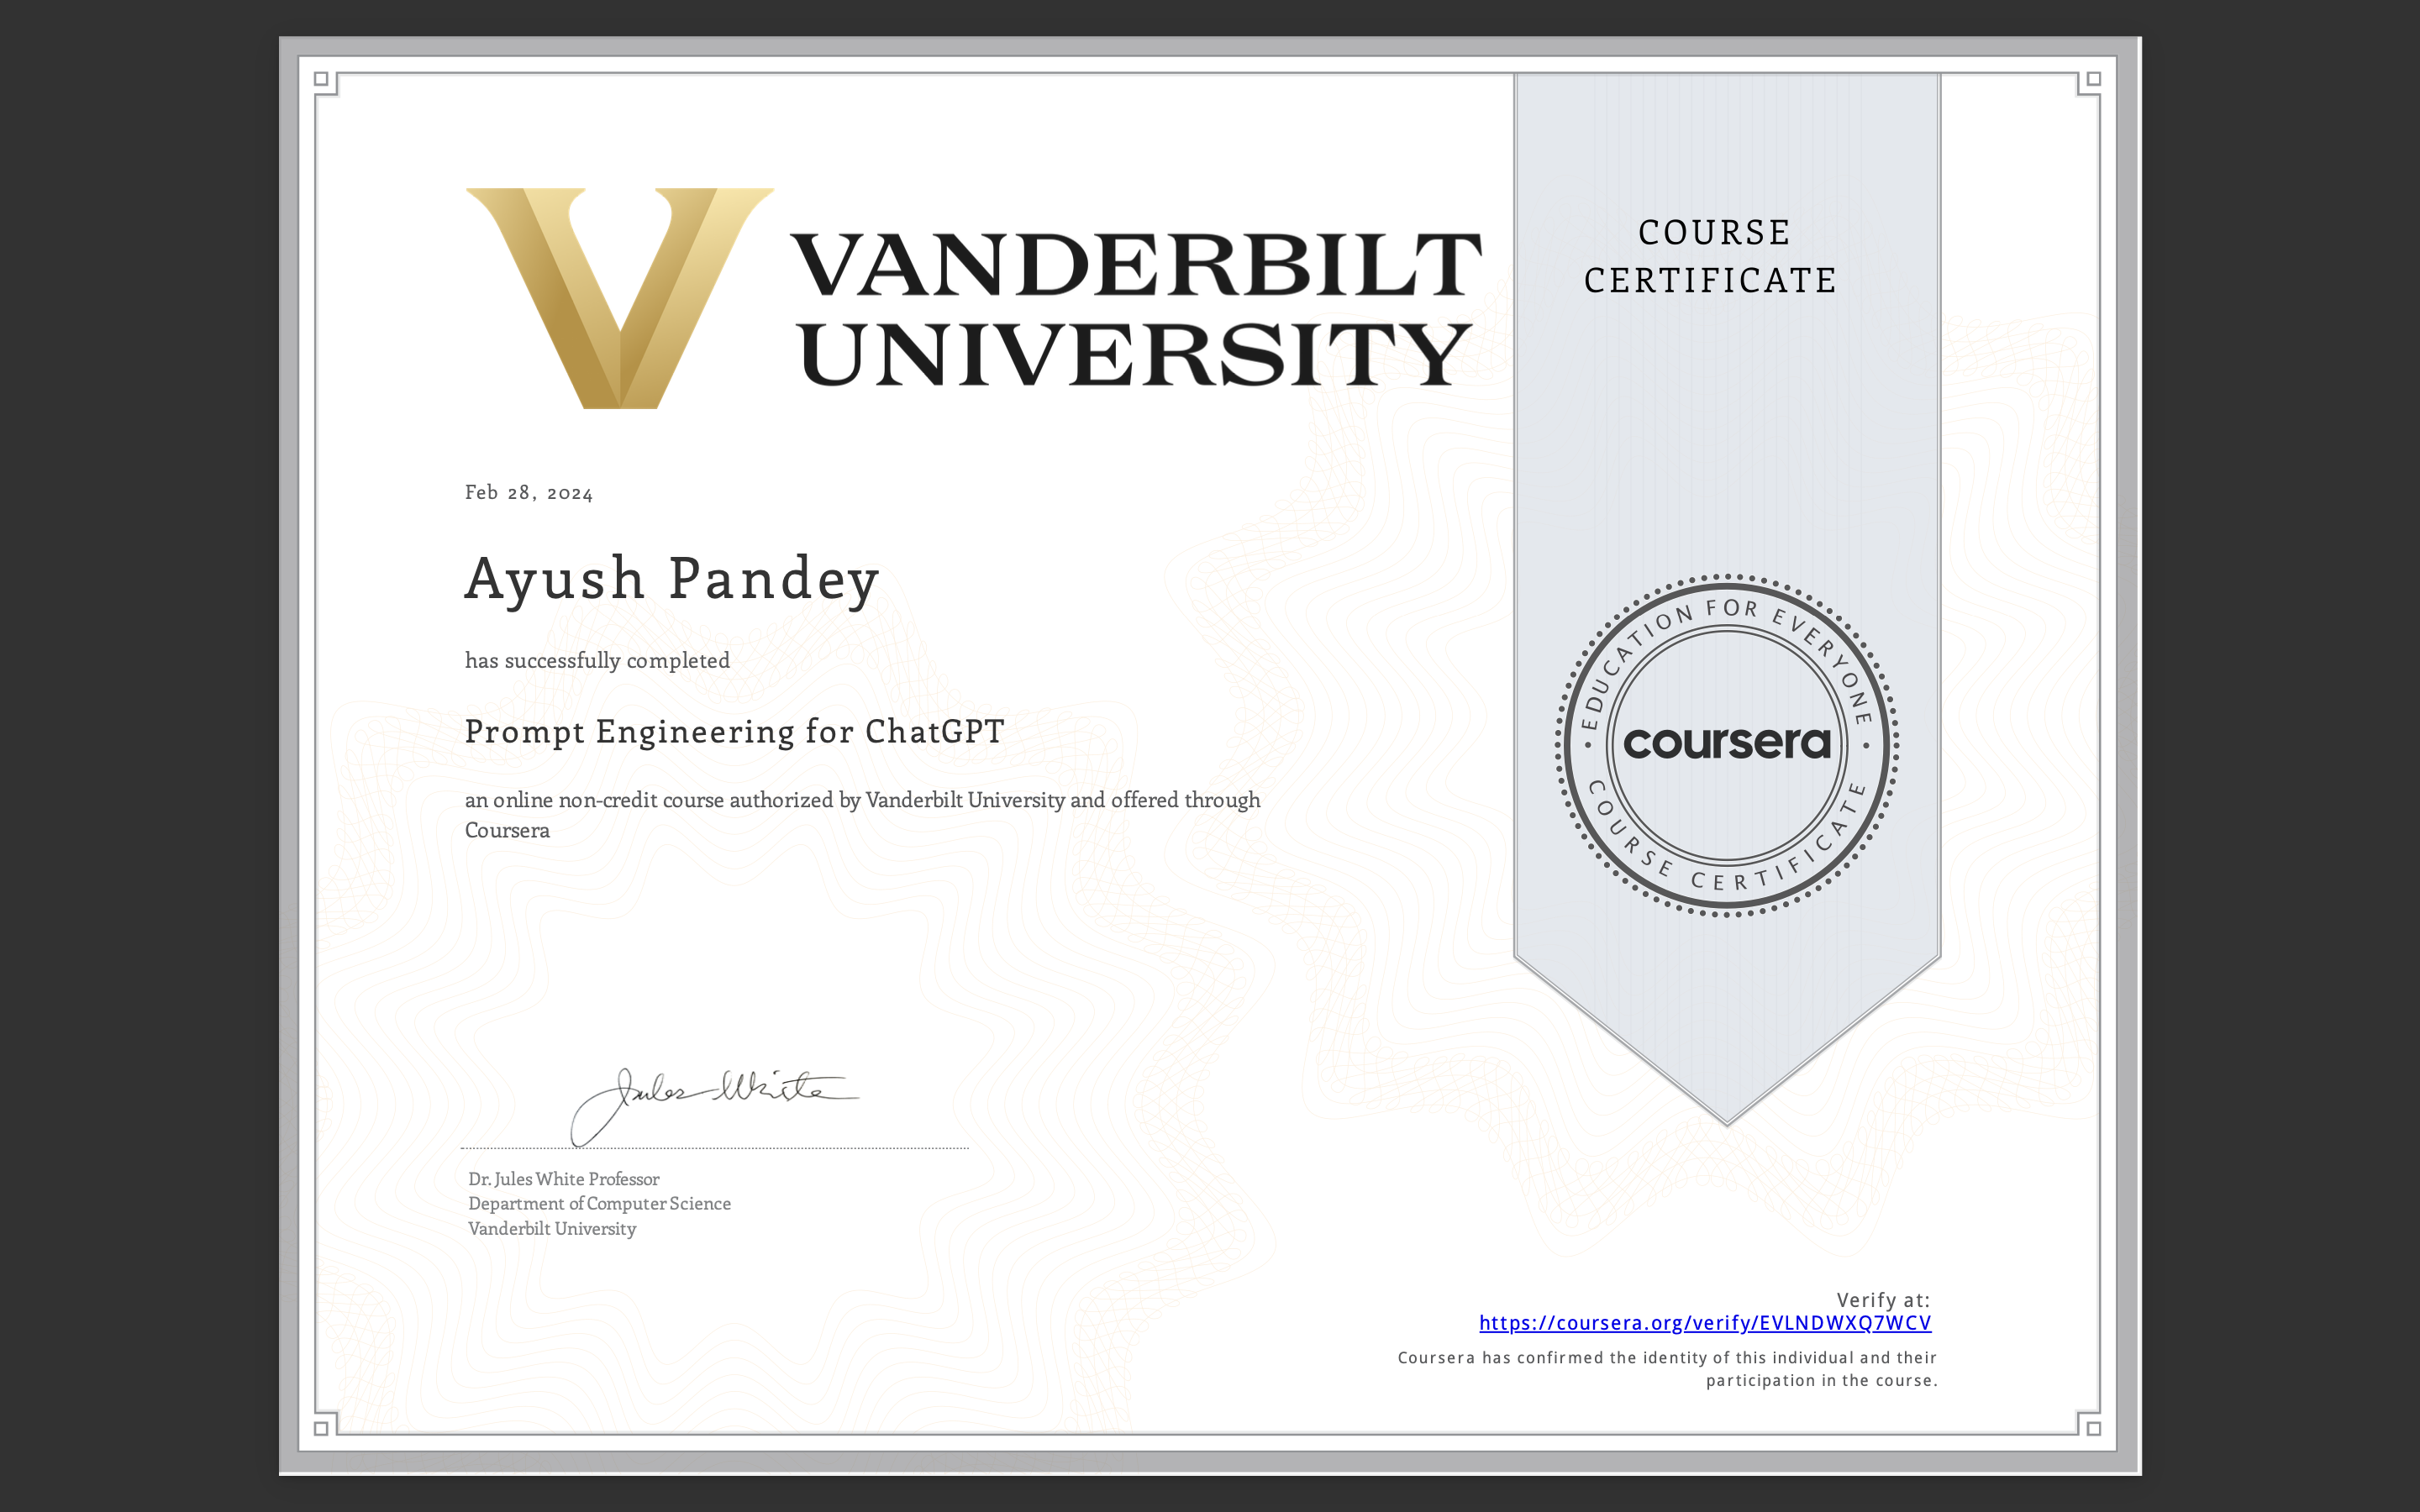 VANDERBILT
UNIVERSITY
COURSE
CERTIFICATE
Feb 28, 2024
Ayush Pandey
has successfully completed
Prompt Engineering for ChatGPT
an online non-credit course authorized by Vanderbilt University and offered through
Coursera
EDUCATION FOR EVERYONE
coursera
COURSE CERTIFICATE
Jules White
Dr. Jules White Professor
Department of Computer Science
Vanderbilt University
Verify at:
https://coursera.org/verify/EVLNDWXQ7WCV
Coursera has confirmed the identity of this individual and their
participation in the course.